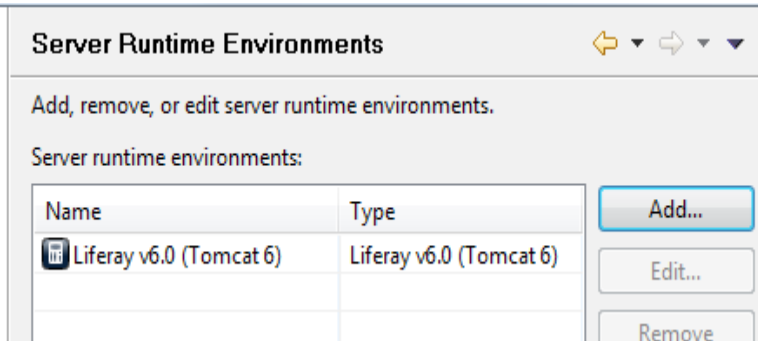 Server Runtime Environments
Add, remove, or edit server runtime environments.
Server runtime environments:
Name Type Add...
Liferay v6.0 (Tomcat 6) Liferay v6.0 (Tomcat 6)
Edit...
Remove